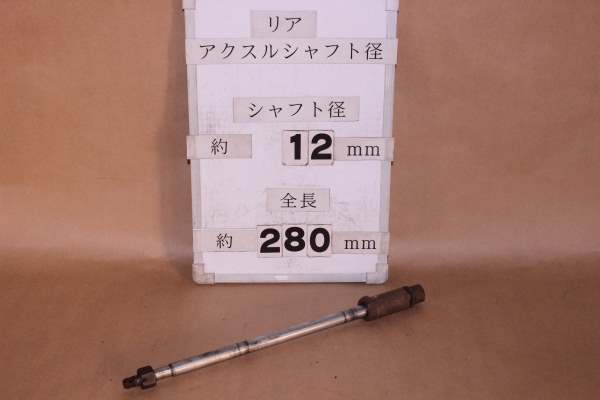 リア
アクスルシャフト径
シャフト径
約 12 mm
全長
約 280 mm